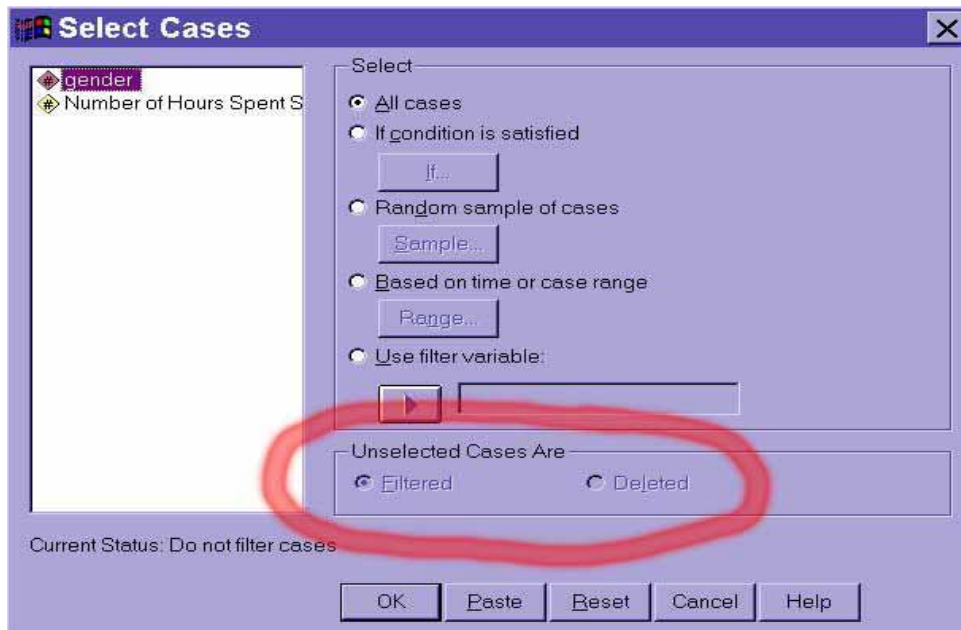 Select Cases
gender
Number of Hours Spent S
Select
All cases
If condition is satisfied
If...
Random sample of cases
Sample...
Based on time or case range
Range...
Use filter variable:
Unselected Cases Are
Filtered
Deleted
Current Status: Do not filter cases
OK
Paste
Reset
Cancel
Help